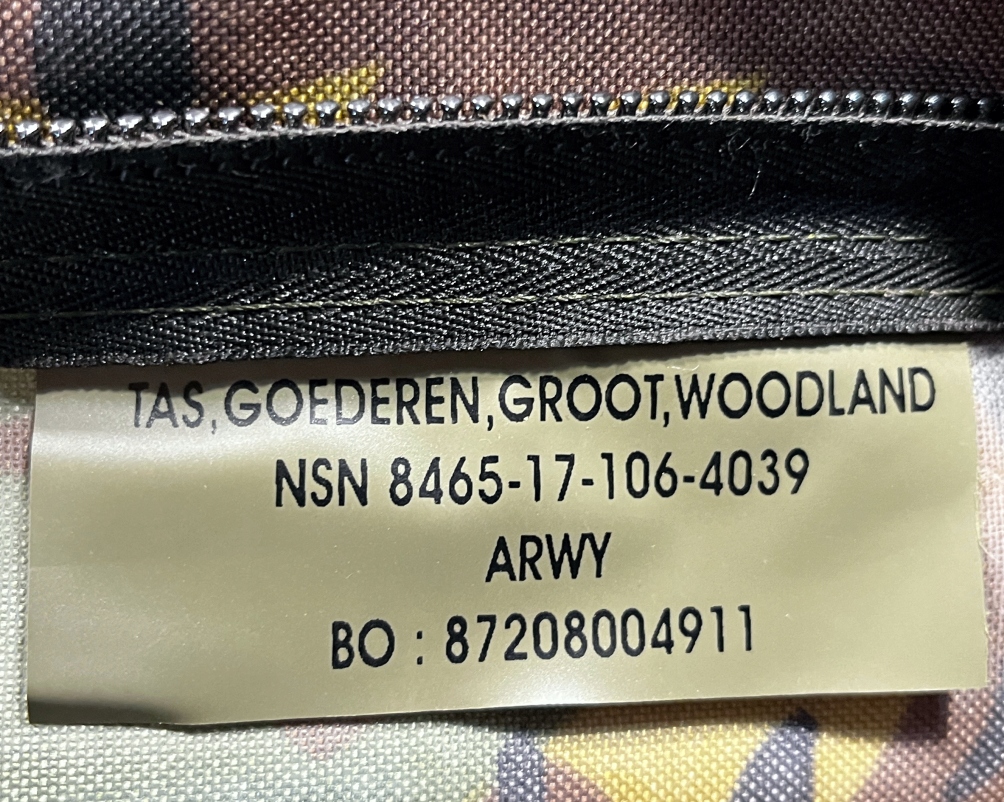 TAS,GOEDEREN,GROOT,WOODLAND
NSN 8465-17-106-4039
ARWY
BO : 87208004911